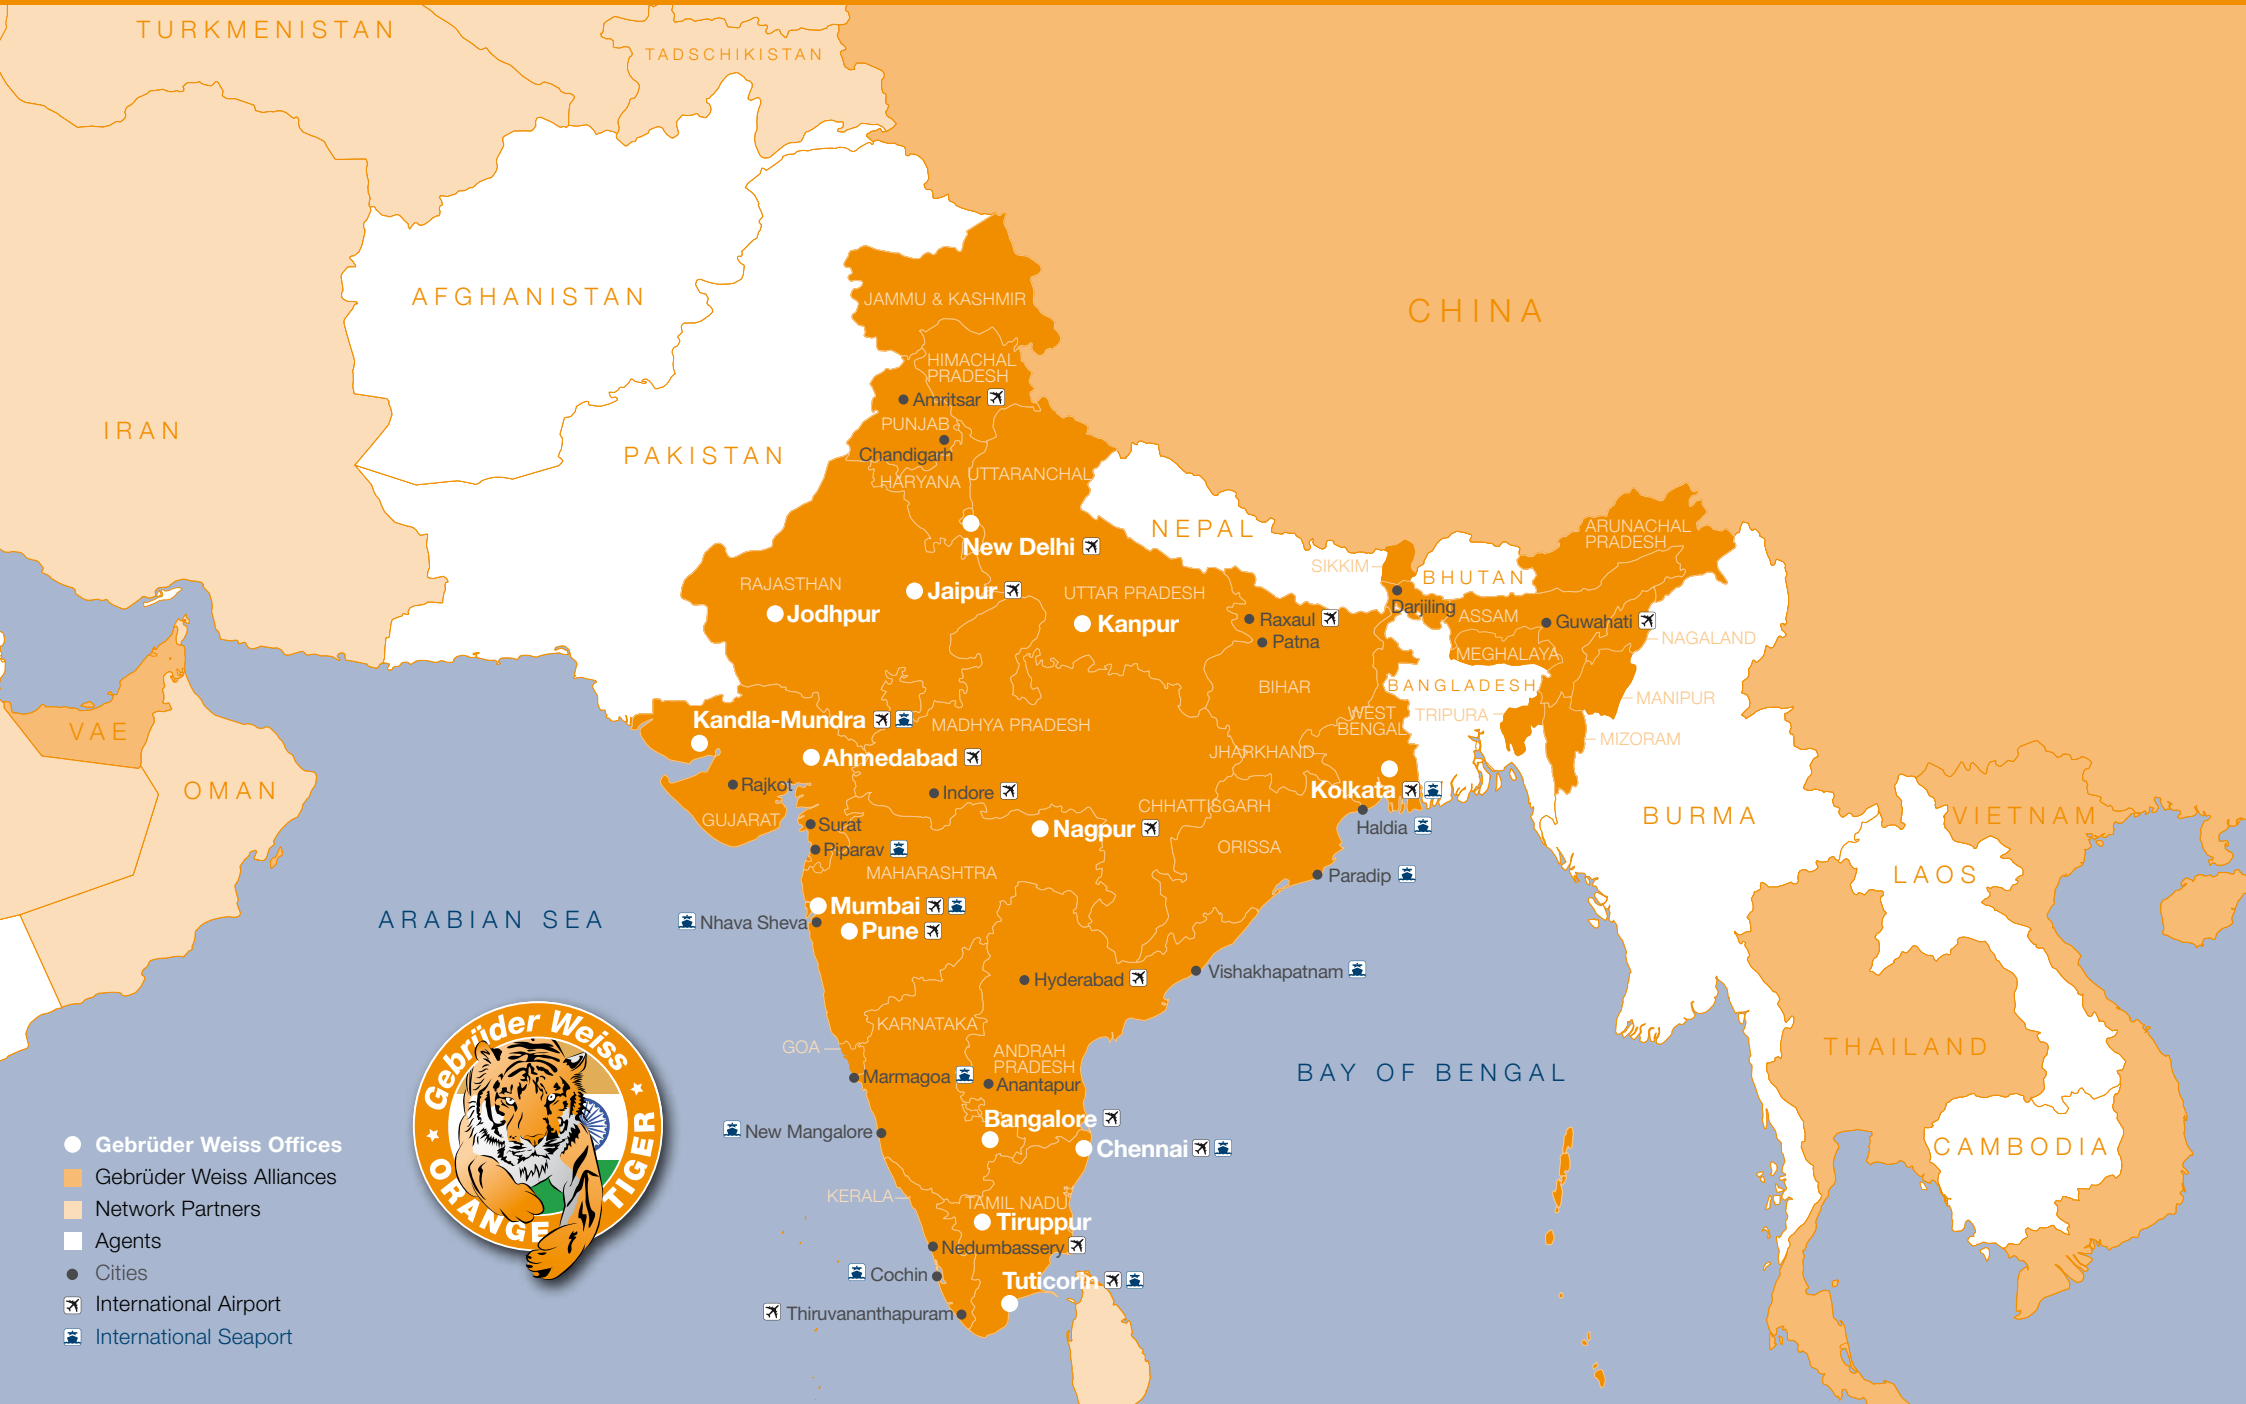 TURKMENISTAN
TADSCHIKISTAN
AFGHANISTAN
JAMMU & KASHMIR
CHINA
HIMACHAL
PRADESH
Amritsar
IRAN
PUNJAB
PAKISTAN
Chandigarh
HARYANA
UTTARANCHAL
NEPAL
ARUNACHAL
PRADESH
New Delhi
SIKKIM
BHUTAN
RAJASTHAN
Jaipur
UTTAR PRADESH
Jodhpur
Kanpur
Darjiling
ASSAM
Raxaul
Guwahati
Patna
NAGALAND
MEGHALAYA
BIHAR
BANGLADESH
MANIPUR
Kandla-Mundra
MADHYA PRADESH
WEST
BENGAL
TRIPURA
VAE
MIZORAM
JHARKHAND
Ahmedabad
Rajkot
Indore
OMAN
Kolkata
CHHATTISGARH
GUJARAT
Surat
Nagpur
Haldia
BURMA
VIETNAM
Piparav
ORISSA
MAHARASHTRA
Paradip
LAOS
Mumbai
ARABIAN SEA
Nhava Sheva
Pune
Hyderabad
Vishakhapatnam
KARNATAKA
GOA
ANDRAH
PRADESH
THAILAND
Marmagoa
Anantapur
BAY OF BENGAL
Gebrüder Weiss
ORANGE TIGER
Bangalore
New Mangalore
Chennai
CAMBODIA
KERALA
TAMIL NADU
Tiruppur
Nedumbassery
Cochin
Tuticorin
Thiruvananthapuram
Gebrüder Weiss Offices
Gebrüder Weiss Alliances
Network Partners
Agents
Cities
International Airport
International Seaport